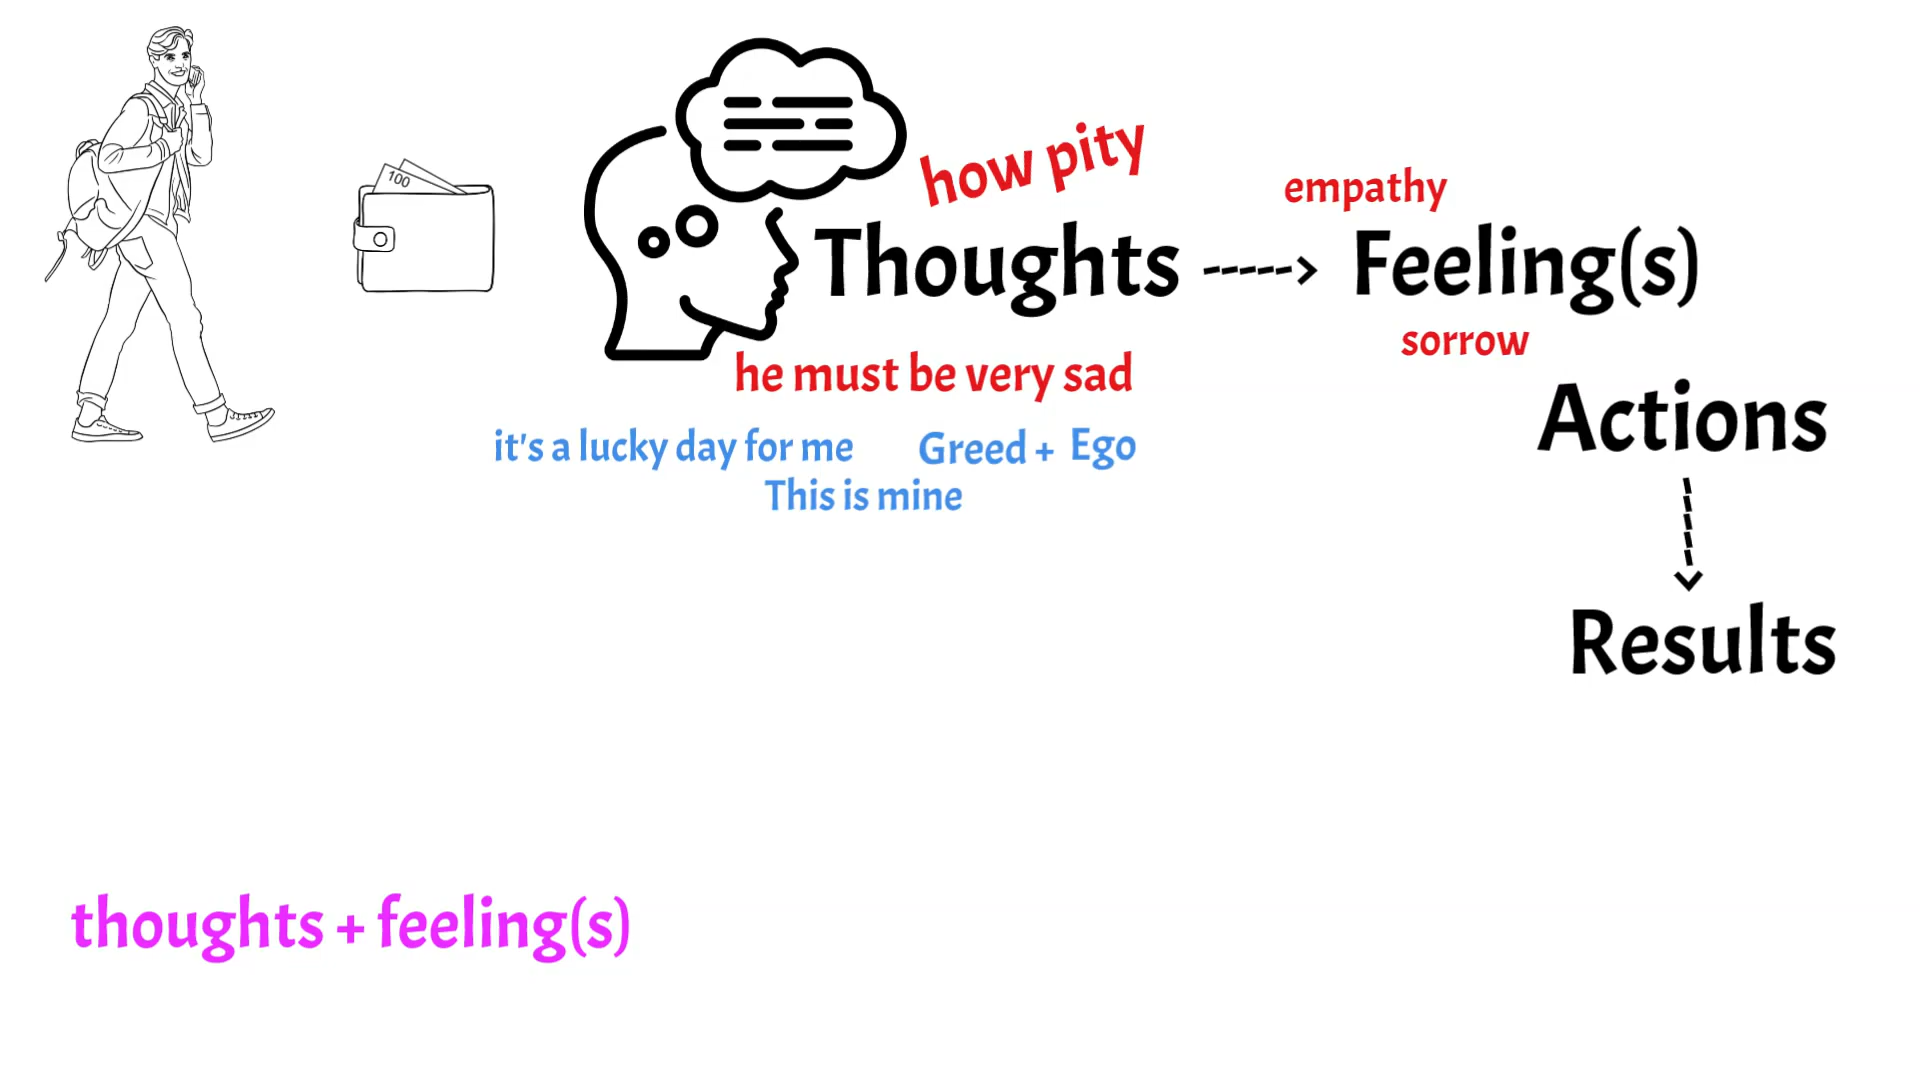 100
how pity
empathy
Thoughts -----> Feeling(s)
sorrow
he must be very sad
Actions
it's a lucky day for me
Greed + Ego
This is mine
Results
thoughts + feeling(s)